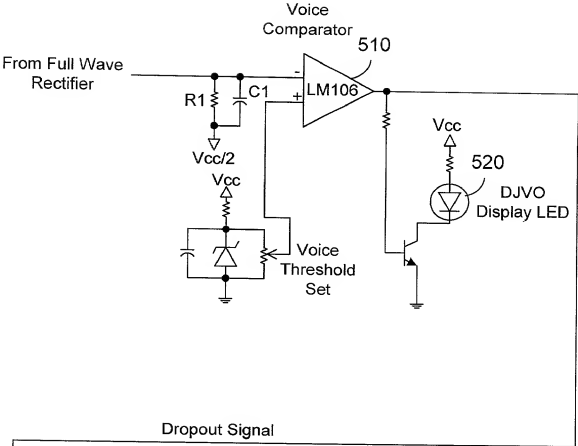 Voice
Comparator
510
From Full Wave
Rectifier
-
LM106
+
R1
C1
Vcc/2
Vcc
Vcc
520
DJVO
Display LED
Voice
Threshold
Set
Dropout Signal